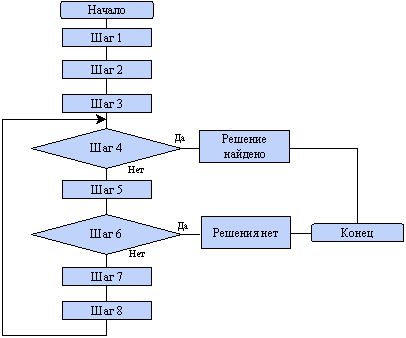 Начало
Шаг 1
Шаг 2
Шаг 3
Шаг 4
Да
Решение
найдено
Нет
Шаг 5
Шаг 6
Да
Решения нет
Конец
Нет
Шаг 7
Шаг 8